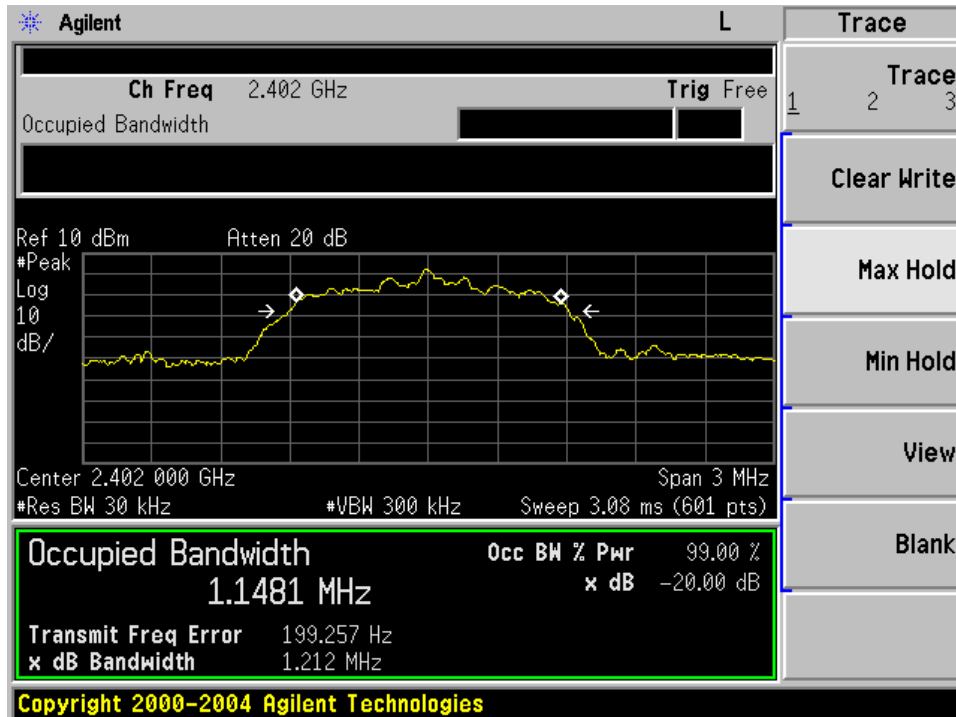 Agilent L Trace
Ch Freq 2.402 GHz Trig Free
Occupied Bandwidth
Trace
1 2 3
Clear Write
Max Hold
Min Hold
View
Blank
Ref 10 dBm Atten 20 dB
#Peak
Log
10
dB/
Center 2.402 000 GHz Span 3 MHz
#Res BW 30 kHz #VBW 300 kHz Sweep 3.08 ms (601 pts)
Occupied Bandwidth Occ BW % Pwr 99.00 %
1.1481 MHz x dB -20.00 dB
Transmit Freq Error 199.257 Hz
x dB Bandwidth 1.212 MHz
Copyright 2000-2004 Agilent Technologies